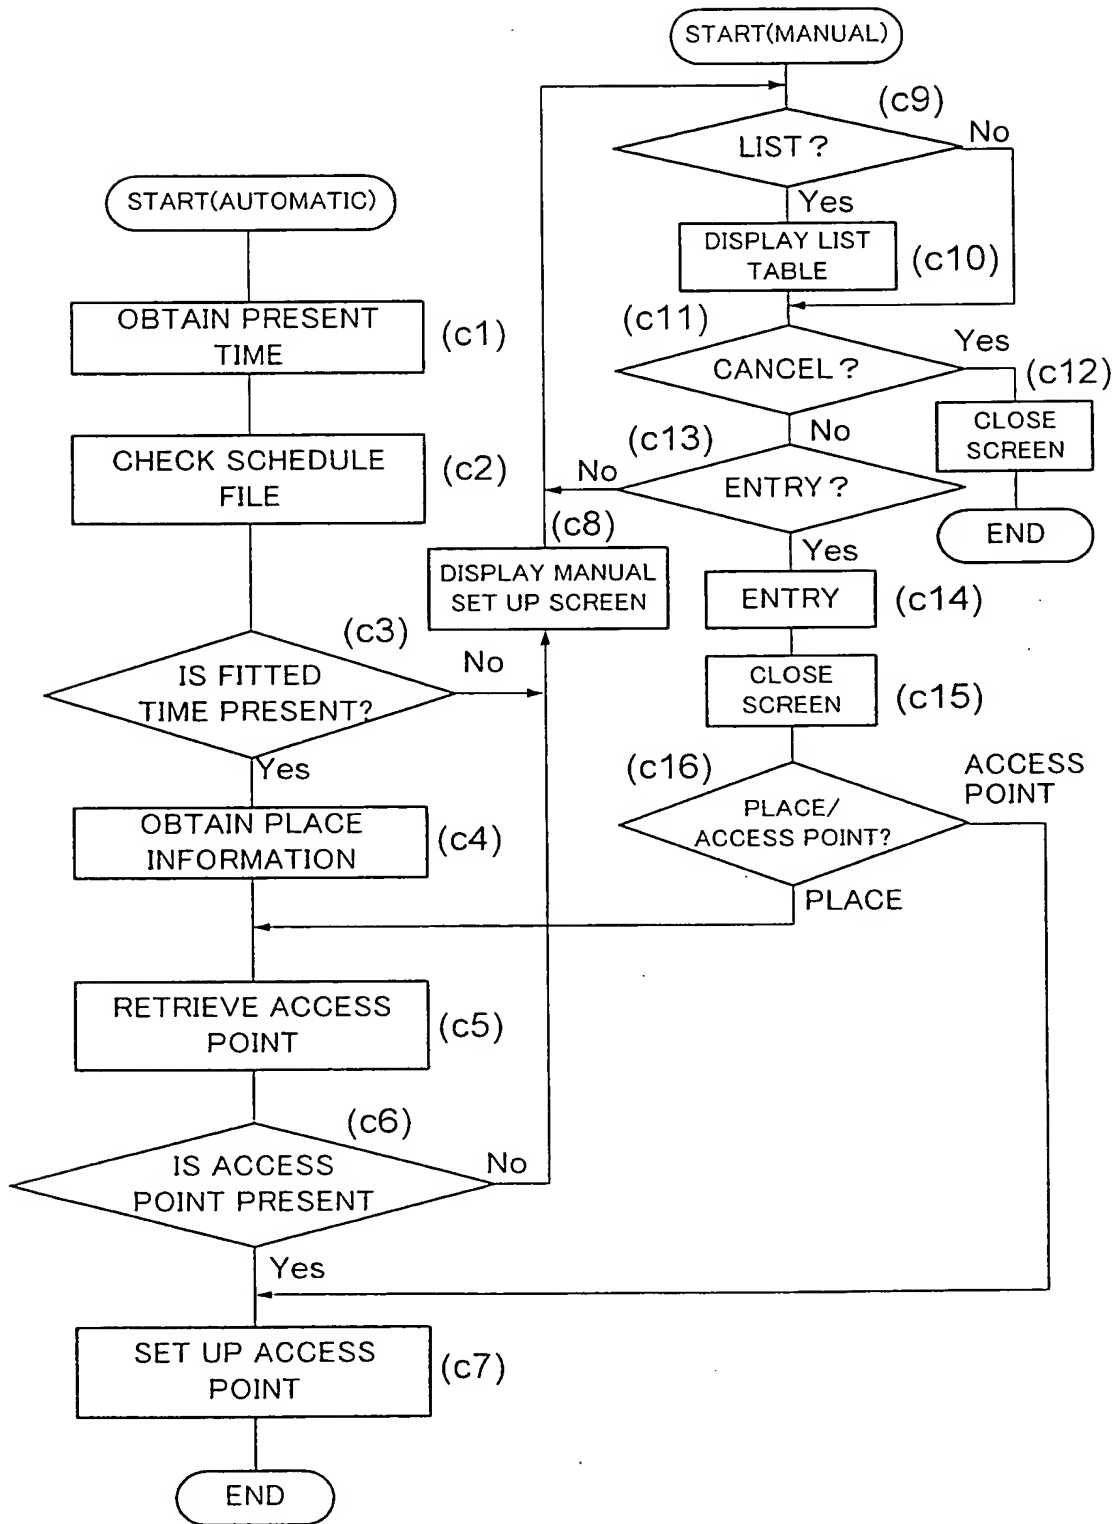 START(MANUAL)
(c9)
LIST?
No
Yes
DISPLAY LIST
TABLE
(c10)
(c11)
CANCEL?
Yes
(c12)
CLOSE
SCREEN
END
No
(c13)
ENTRY?
No
Yes
(c8)
DISPLAY MANUAL
SET UP SCREEN
ENTRY
(c14)
CLOSE
SCREEN
(c15)
(c16)
PLACE/
ACCESS POINT?
ACCESS
POINT
PLACE
START(AUTOMATIC)
OBTAIN PRESENT
TIME
(c1)
CHECK SCHEDULE
FILE
(c2)
(c3)
IS FITTED
TIME PRESENT?
No
Yes
OBTAIN PLACE
INFORMATION
(c4)
RETRIEVE ACCESS
POINT
(c5)
(c6)
IS ACCESS
POINT PRESENT
No
Yes
SET UP ACCESS
POINT
(c7)
END